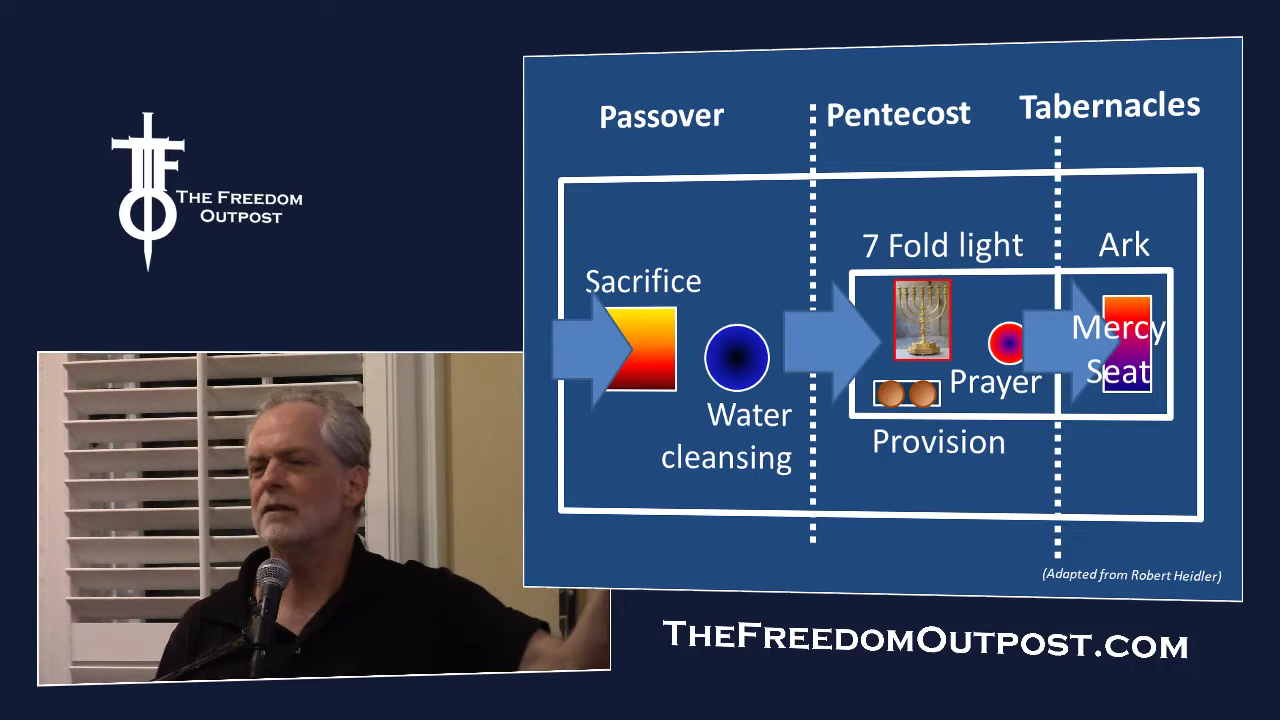 The Freedom
Outpost
Passover
Pentecost
Tabernacles
7 Fold light
Ark
Sacrifice
Mercy
Seat
Prayer
Water
cleansing
Provision
(Adapted from Robert Heidler)
TheFreedomOutpost.com